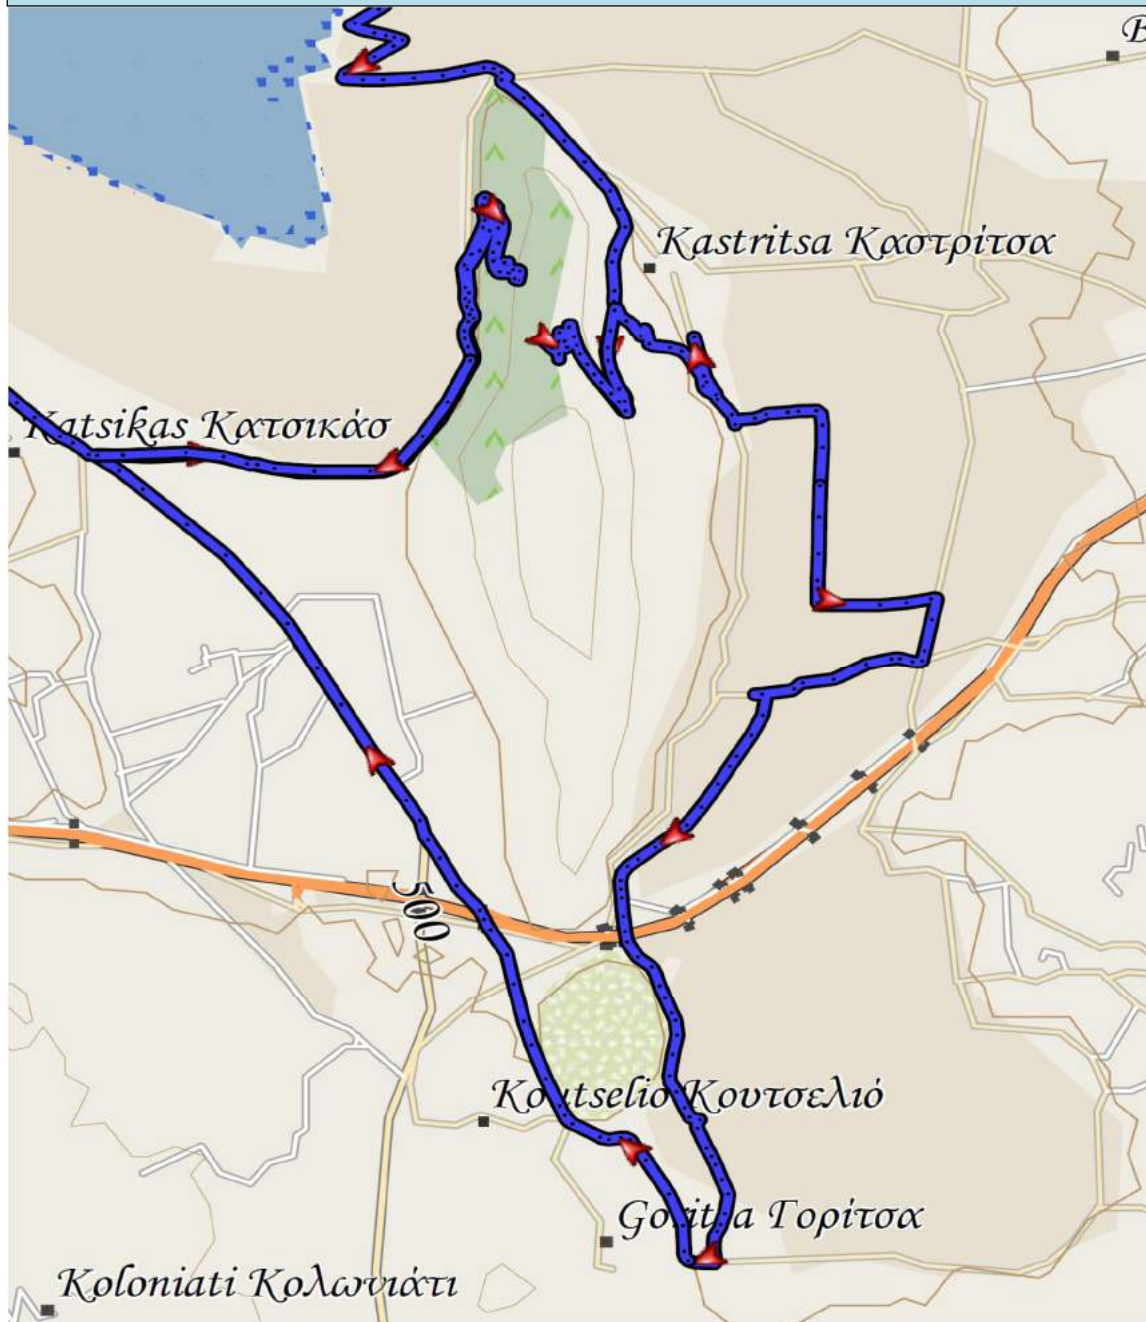 Kastritsa Καστρίτσα
Katsikas Κατσικάσ
500
Koutselio Κουτσελιό
Goritsa Γορίτσα
Koloniati Κολωνιάτι